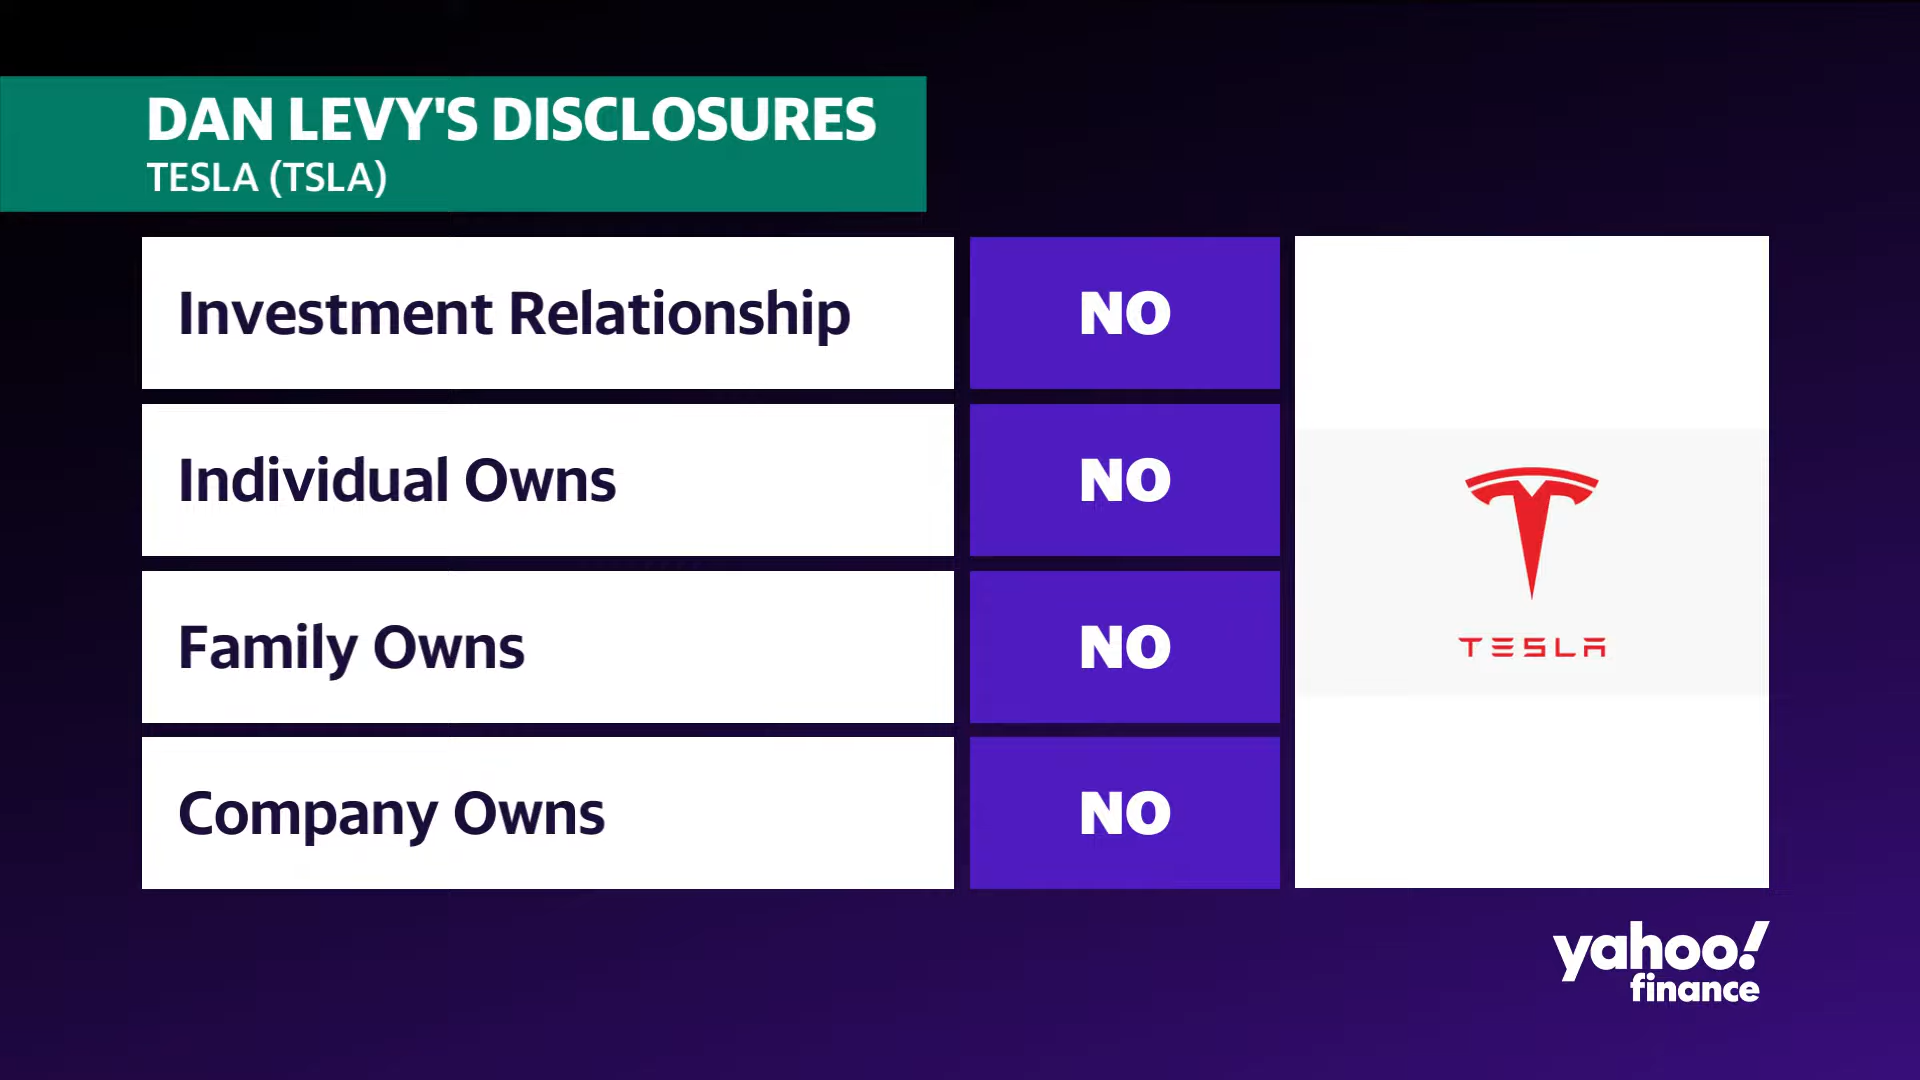 DAN LEVY'S DISCLOSURES
TESLA (TSLA)
Investment Relationship NO
Individual Owns NO
Family Owns NO
Company Owns NO
TESLA
yahoo!
finance